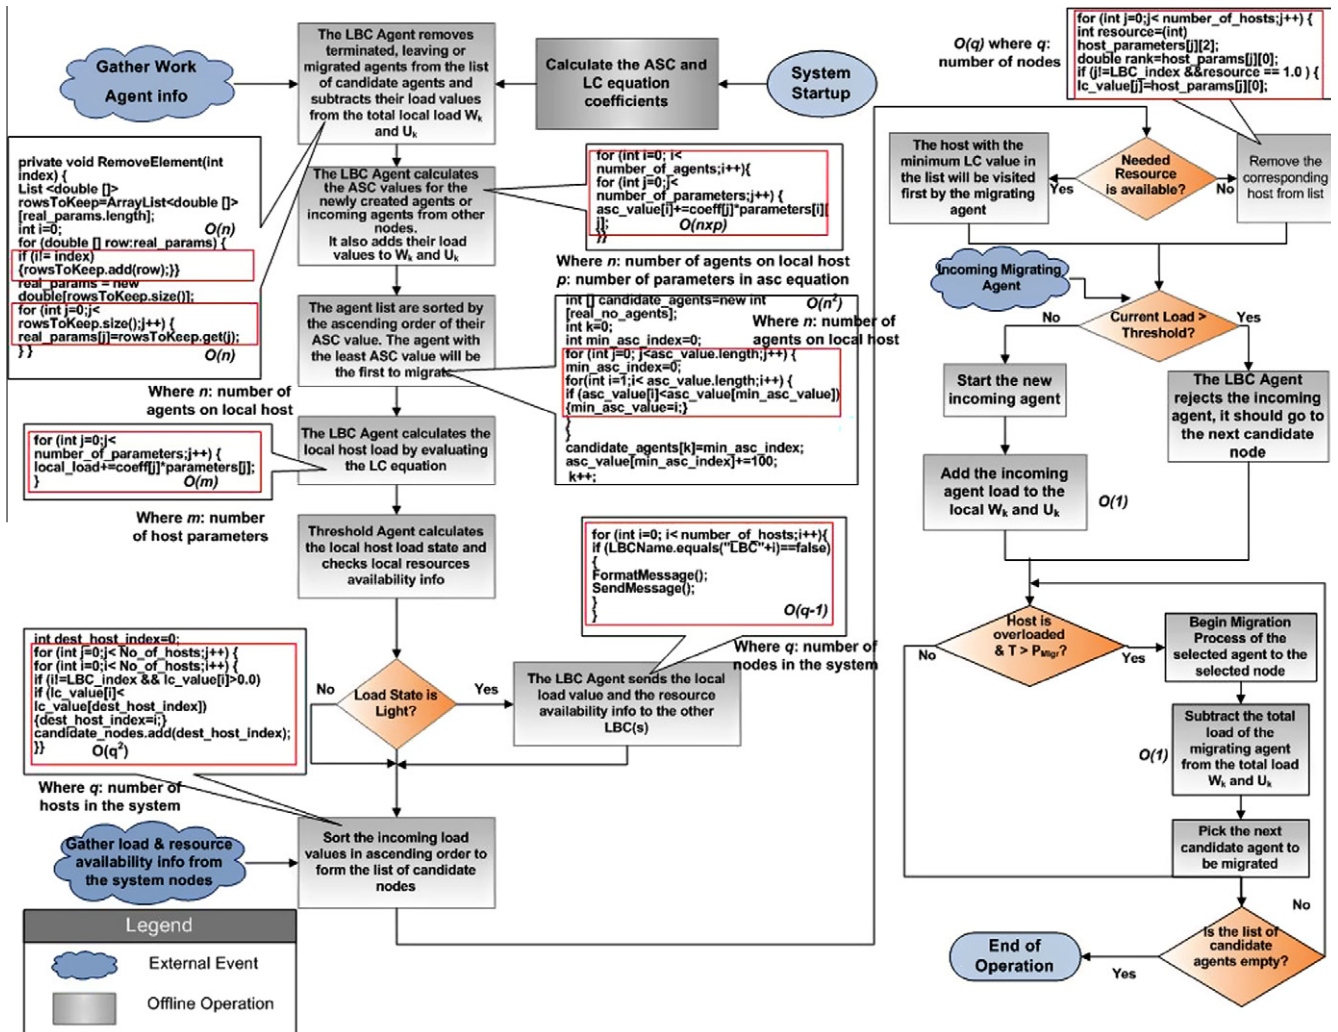 Gather Work
Agent info
The LBC Agent removes
terminated, leaving or
migrated agents from the list
of candidate agents and
subtracts their load values
from the total local load Wk
and Uk
Calculate the ASC and
LC equation
coefficients
System
Startup
private void RemoveElement(int
index) {
List <double []>
rowsToKeep=ArrayList<double []>
[real_params.length];
int i=0;
O(n)
for (double [] row:real_params) {
if (i!= index)
{rowsToKeep.add(row);}}
real_params = new
double[rowsToKeep.size()];
for (int j=0;j<
rowsToKeep.size();j++) {
real_params[j]=rowsToKeep.get(j);
} }
O(n)
Where n: number of
agents on local host
The LBC Agent calculates
the ASC values for the
newly created agents or
incoming agents from other
nodes.
It also adds their load
values to Wk and Uk
for (int i=0; i<
number_of_agents;i++){
for (int j=0;j<
number_of_parameters;j++) {
asc_value[i]+=coeff[j]*parameters[i][
j];
}}
O(nxp)
Where n: number of agents on local host
p: number of parameters in asc equation
The agent list are sorted by
the ascending order of their
ASC value. The agent with
the least ASC value will be
the first to migrate
int [] candidate_agents=new int
[real_no_agents];
O(n2)
int k=0;
int min_asc_index=0;
Where n: number of
agents on local host
for (int j=0; j<asc_value.length;j++) {
min_asc_index=0;
for(int i=1;i< asc_value.length;i++) {
if (asc_value[i]<asc_value[min_asc_value])
{min_asc_value=i;}
}
}
candidate_agents[k]=min_asc_index;
asc_value[min_asc_index]+=100;
k++;
for (int j=0;j<
number_of_parameters;j++) {
local_load+=coeff[j]*parameters[j];
}
O(m)
Where m: number
of host parameters
The LBC Agent calculates the
local host load by evaluating
the LC equation
Threshold Agent calculates
the local host load state and
checks local resources
availability info
for (int i=0; i< number_of_hosts;i++){
if (LBCName.equals("LBC"+i)==false)
{
FormatMessage();
SendMessage();
}
}
O(q-1)
Where q: number of
nodes in the system
Load State is
Light?
No
Yes
The LBC Agent sends the local
load value and the resource
availability info to the other
LBC(s)
int dest_host_index=0;
for (int j=0;j< No_of_hosts;j++) {
for (int i=0;i< No_of_hosts;i++) {
if (i!=LBC_index && lc_value[i]>0.0)
if (lc_value[i]<
lc_value[dest_host_index])
{dest_host_index=i;}
candidate_nodes.add(dest_host_index);
}}
O(q2)
Where q: number of
hosts in the system
Gather load & resource
availability info from
the system nodes
Sort the incoming load
values in ascending order to
form the list of candidate
nodes
Legend
External Event
Offline Operation
O(q) where q:
number of nodes
for (int j=0;j< number_of_hosts;j++) {
int resource=(int)
host_parameters[j][2];
double rank=host_params[j][0];
if (j!=LBC_index &&resource == 1.0 ) {
lc_value[j]=host_params[j][0];
The host with the
minimum LC value in
the list will be visited
first by the migrating
agent
Yes
Needed
Resource
is available?
No
Remove the
corresponding
host from list
Incoming Migrating
Agent
No
Current Load >
Threshold?
Yes
Start the new
incoming agent
The LBC Agent
rejects the incoming
agent, it should go to
the next candidate
node
Add the incoming
agent load to the
local Wk and Uk
O(1)
Host is
overloaded
& T > PMigr?
No
Yes
Begin Migration
Process of the
selected agent to the
selected node
O(1)
Subtract the total
load of the
migrating agent
from the total load
Wk and Uk
Pick the next
candidate agent to
be migrated
No
Is the list of
candidate
agents empty?
Yes
End of
Operation